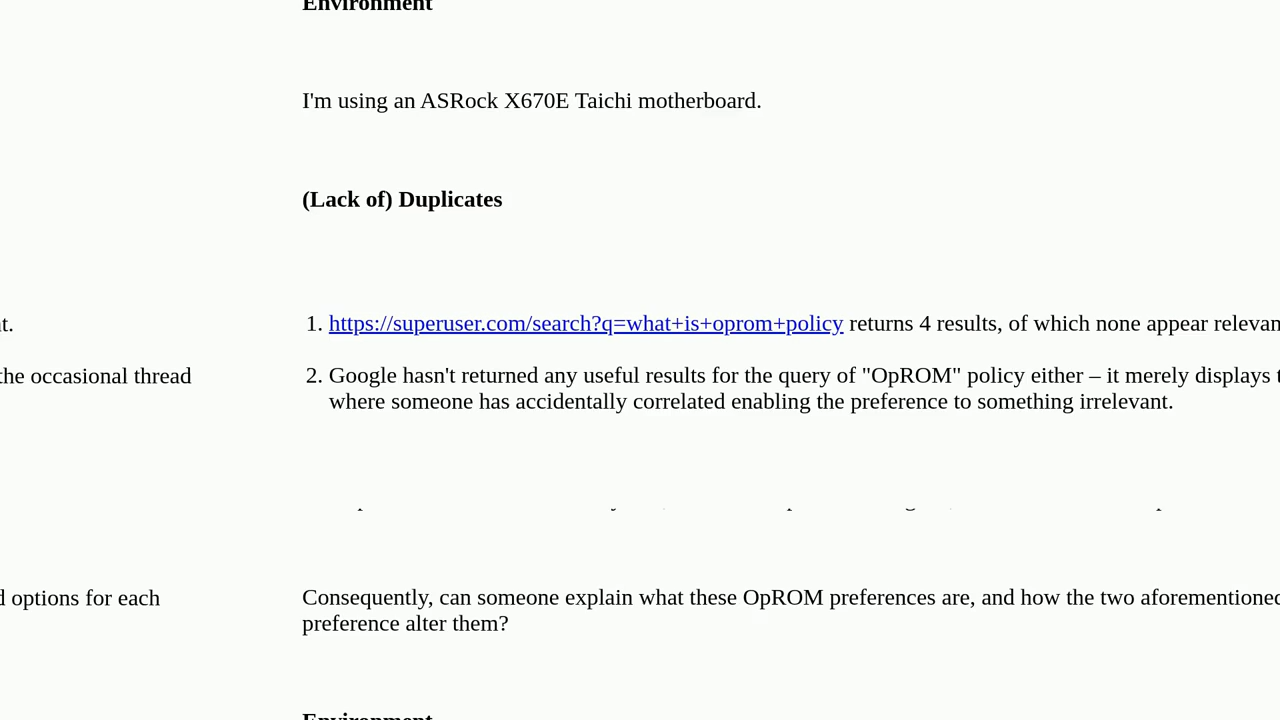 Environment
I'm using an ASRock X670E Taichi motherboard.
(Lack of) Duplicates
t.
1. https://superuser.com/search?q=what+is+oprom+policy returns 4 results, of which none appear relevan
the occasional thread
2. Google hasn't returned any useful results for the query of "OpROM" policy either – it merely displays t
where someone has accidentally correlated enabling the preference to something irrelevant.
d options for each
Consequently, can someone explain what these OpROM preferences are, and how the two aforementioned
preference alter them?
Environment